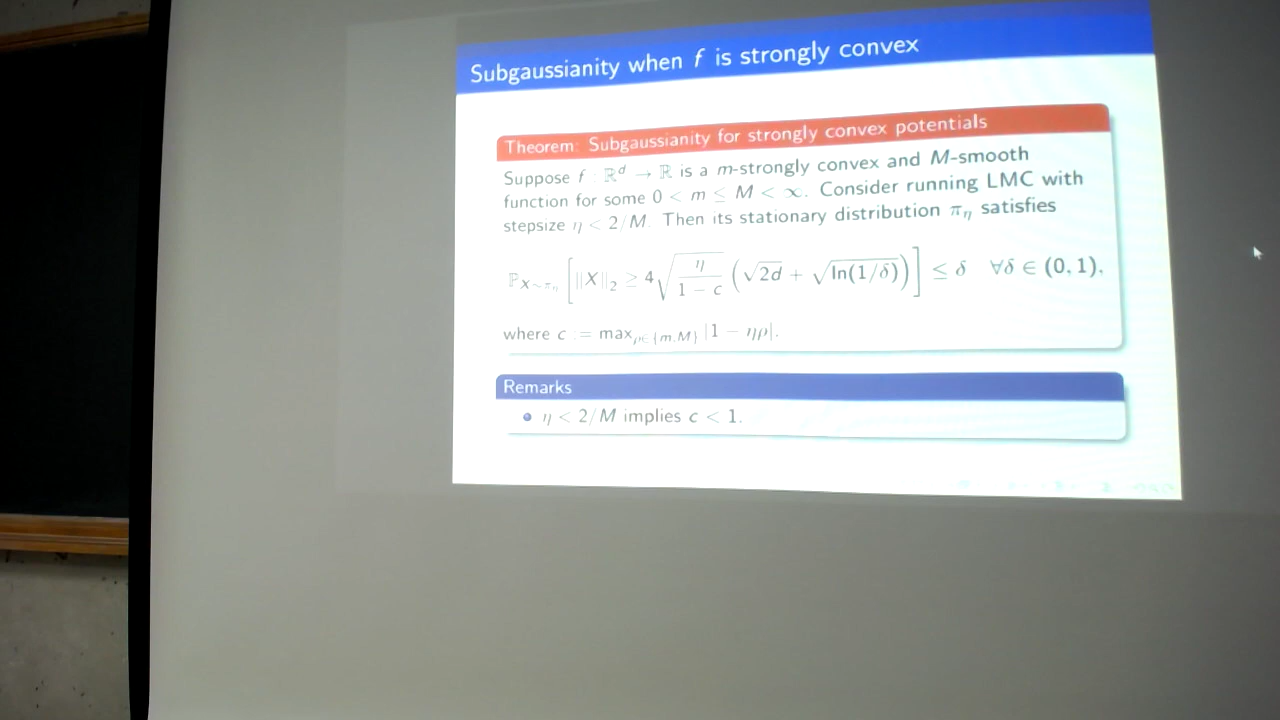 Subgaussianity when f is strongly convex
Theorem: Subgaussianity for strongly convex potentials
Suppose f : ℝ^d → ℝ is a m-strongly convex and M-smooth
function for some 0 < m ≤ M < ∞. Consider running LMC with
stepsize η < 2/M. Then its stationary distribution π_η satisfies
ℙ_{X∼π_η} [ ‖X‖_2 ≥ 4√(η/(1 − c)) (√(2d) + √(ln(1/δ))) ] ≤ δ ∀δ ∈ (0, 1),
where c := max_{ρ∈{m,M}} |1 − ηρ|.
Remarks
• η < 2/M implies c < 1.